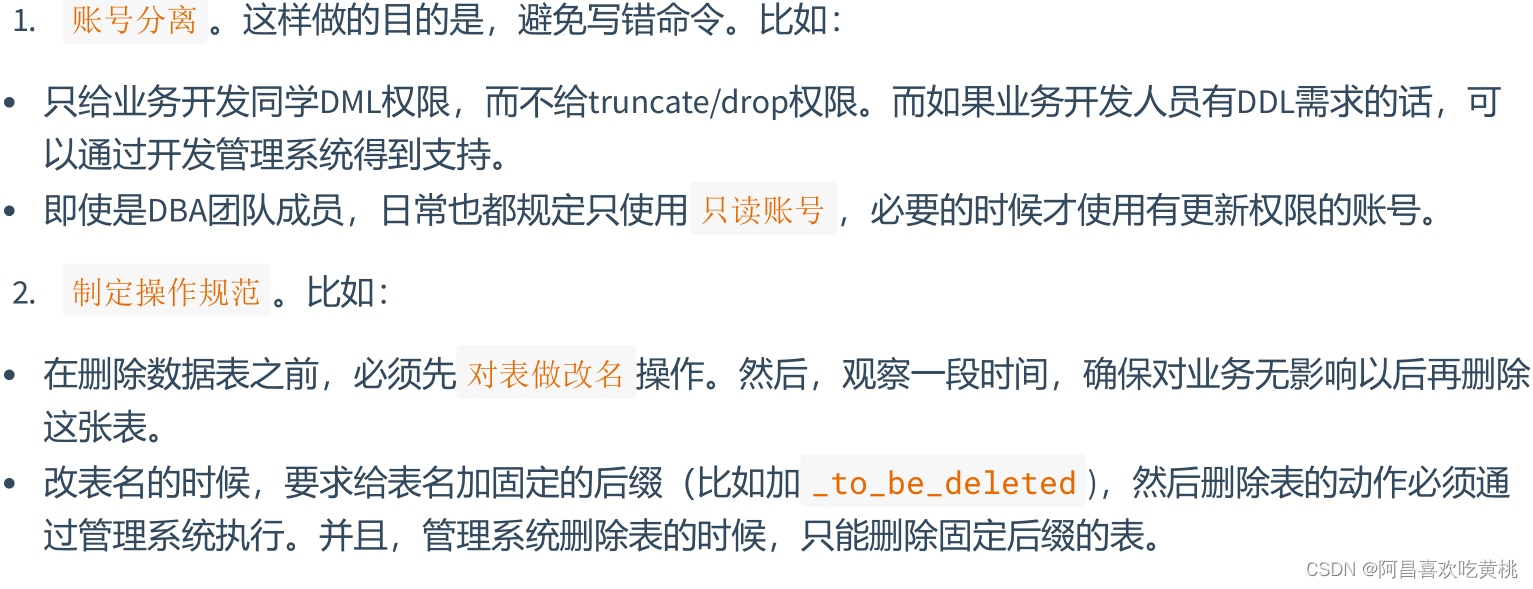 1. 账号分离。这样做的目的是，避免写错命令。比如：
• 只给业务开发同学DML权限，而不给truncate/drop权限。而如果业务开发人员有DDL需求的话，可
以通过开发管理系统得到支持。
• 即使是DBA团队成员，日常也都规定只使用只读账号，必要的时候才使用有更新权限的账号。
2. 制定操作规范。比如：
• 在删除数据表之前，必须先对表做改名操作。然后，观察一段时间，确保对业务无影响以后再删除
这张表。
• 改表名的时候，要求给表名加固定的后缀（比如加_to_be_deleted)，然后删除表的动作必须通
过管理系统执行。并且，管理系统删除表的时候，只能删除固定后缀的表。
CSDN @阿昌喜欢吃黄桃